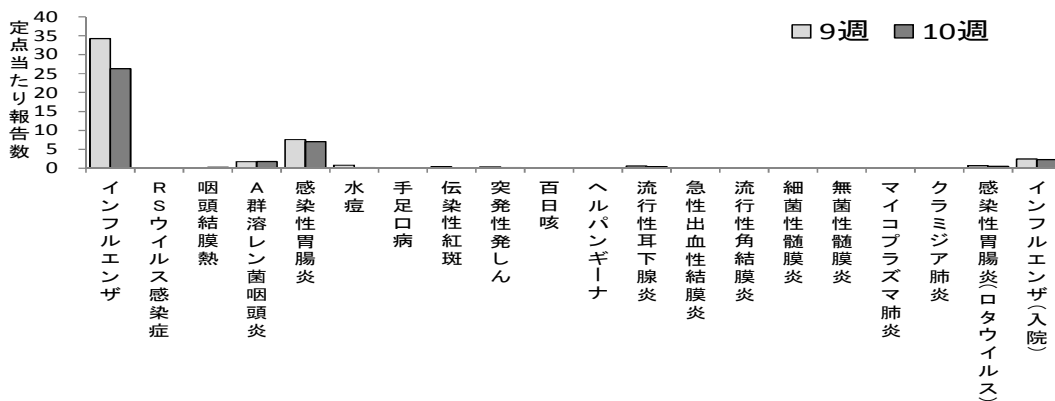 定点当たり報告数
40
35
30
25
20
15
10
5
0
9週 10週
インフルエンザ
RSウイルス感染症
咽頭結膜熱
A群溶レン菌咽頭炎
感染性胃腸炎
水痘
手足口病
伝染性紅斑
突発性発しん
百日咳
ヘルパンギーナ
流行性耳下腺炎
急性出血性結膜炎
流行性角結膜炎
細菌性髄膜炎
無菌性髄膜炎
マイコプラズマ肺炎
クラミジア肺炎
感染性胃腸炎(ロタウイルス)
インフルエンザ(入院)